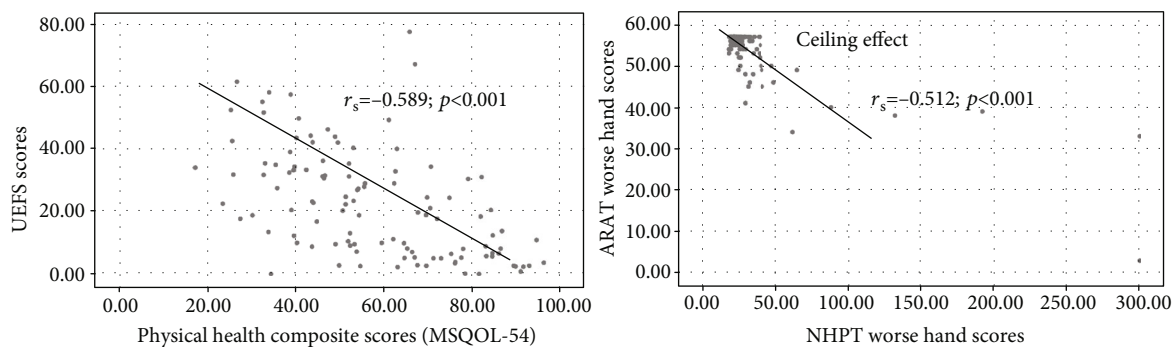 80.00
60.00
40.00
20.00
0.00
UEFS scores
rs=–0.589; p<0.001
0.00 20.00 40.00 60.00 80.00 100.00
Physical health composite scores (MSQOL-54)
60.00
50.00
40.00
30.00
20.00
10.00
0.00
ARAT worse hand scores
Ceiling effect
rs=–0.512; p<0.001
0.00 50.00 100.00 150.00 200.00 250.00 300.00
NHPT worse hand scores